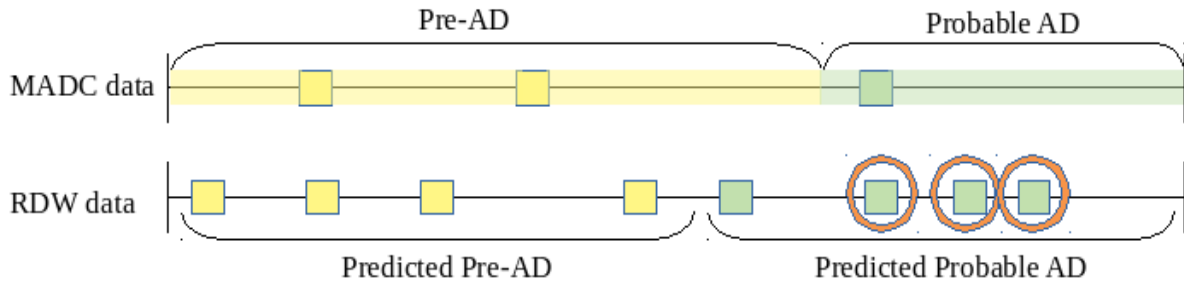 Pre-AD
Probable AD
MADC data
RDW data
Predicted Pre-AD
Predicted Probable AD